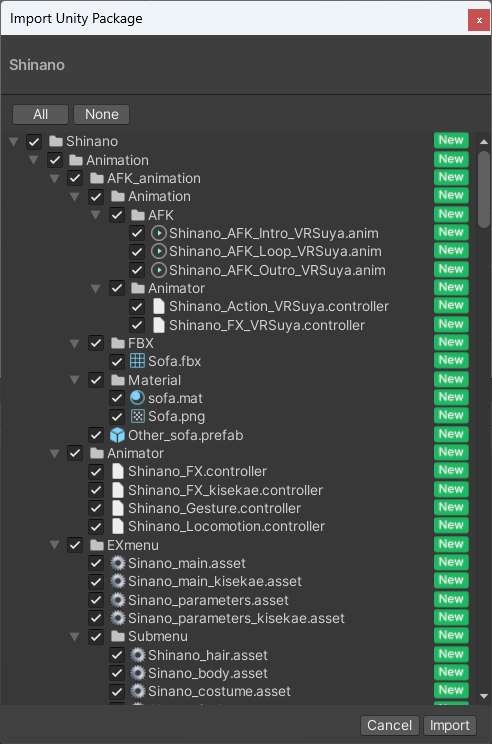 Import Unity Package
x
Shinano
All None
Shinano New
Animation New
AFK_animation New
Animation New
AFK New
Shinano_AFK_Intro_VRSuya.anim New
Shinano_AFK_Loop_VRSuya.anim New
Shinano_AFK_Outro_VRSuya.anim New
Animator New
Shinano_Action_VRSuya.controller New
Shinano_FX_VRSuya.controller New
FBX New
Sofa.fbx New
Material New
sofa.mat New
Sofa.png New
Other_sofa.prefab New
Animator New
Shinano_FX.controller New
Shinano_FX_kisekae.controller New
Shinano_Gesture.controller New
Shinano_Locomotion.controller New
EXmenu New
Sinano_main.asset New
Sinano_main_kisekae.asset New
Sinano_parameters.asset New
Sinano_parameters_kisekae.asset New
Submenu New
Shinano_hair.asset New
Sinano_body.asset New
Sinano_costume.asset New
Cancel Import